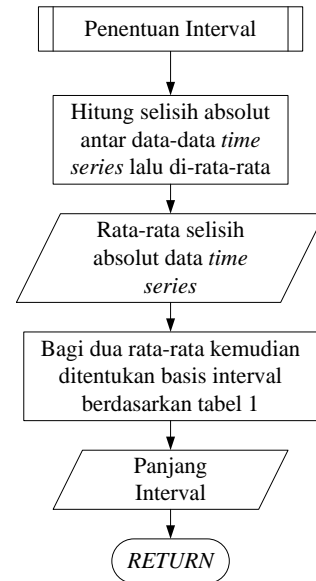 Penentuan Interval
Hitung selisih absolut
antar data-data time
series lalu di-rata-rata
Rata-rata selisih
absolut data time
series
Bagi dua rata-rata kemudian
ditentukan basis interval
berdasarkan tabel 1
Panjang
Interval
RETURN